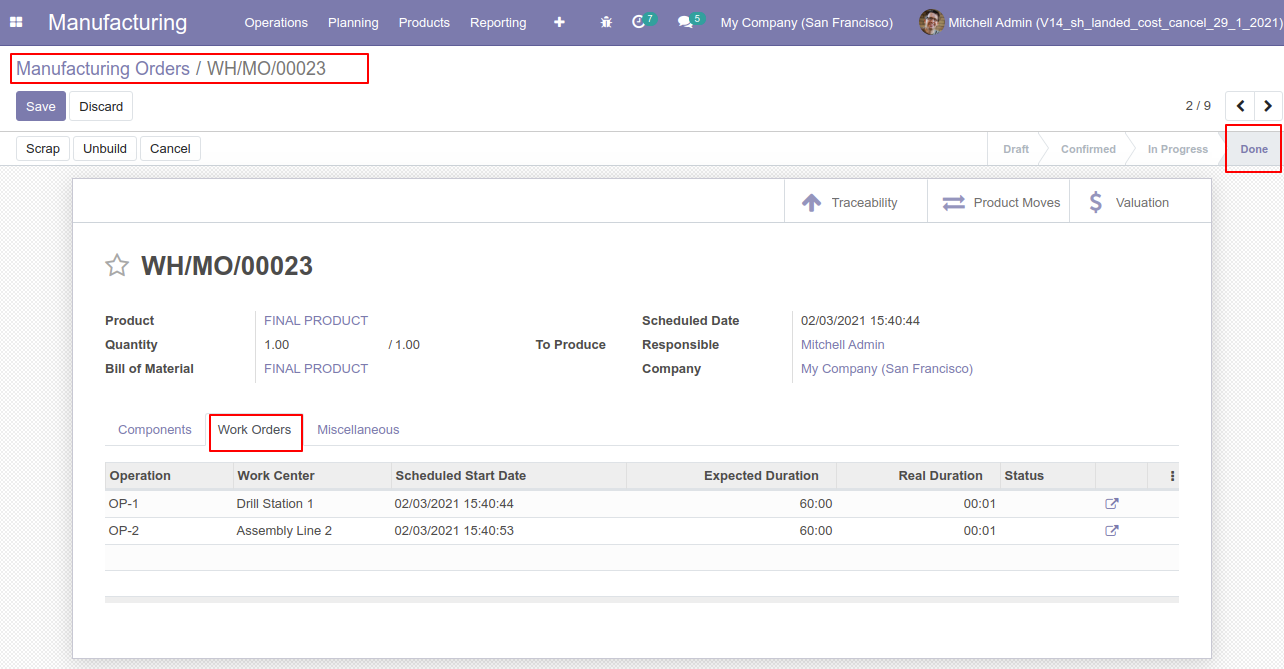 Manufacturing Operations Planning Products Reporting 7 5 My Company (San Francisco) Mitchell Admin (V14_sh_landed_cost_cancel_29_1_2021)
Manufacturing Orders / WH/MO/00023
Save Discard 2 / 9
Scrap Unbuild Cancel Draft Confirmed In Progress Done
Traceability Product Moves Valuation
WH/MO/00023
Product FINAL PRODUCT Scheduled Date 02/03/2021 15:40:44
Quantity 1.00 / 1.00 To Produce Responsible Mitchell Admin
Bill of Material FINAL PRODUCT Company My Company (San Francisco)
Components Work Orders Miscellaneous
Operation Work Center Scheduled Start Date Expected Duration Real Duration Status
OP-1 Drill Station 1 02/03/2021 15:40:44 60:00 00:01
OP-2 Assembly Line 2 02/03/2021 15:40:53 60:00 00:01